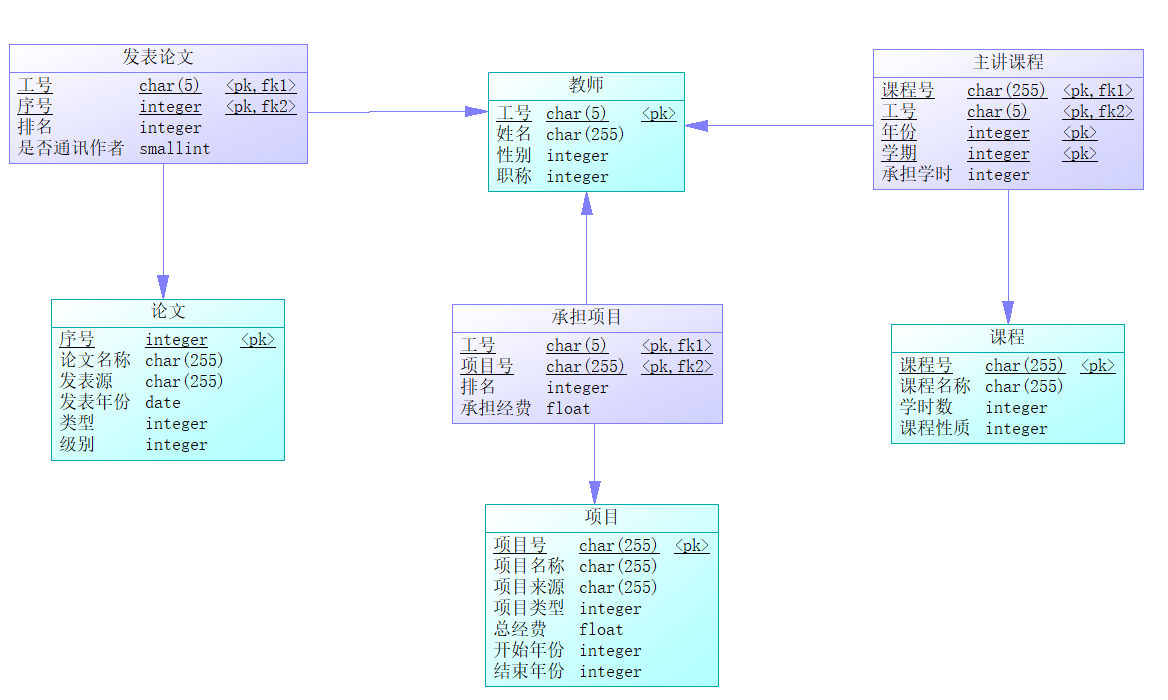 发表论文
工号 char(5) <pk,fk1>
序号 integer <pk,fk2>
排名 integer
是否通讯作者 smallint
教师
工号 char(5) <pk>
姓名 char(255)
性别 integer
职称 integer
主讲课程
课程号 char(255) <pk,fk1>
工号 char(5) <pk,fk2>
年份 integer <pk>
学期 integer <pk>
承担学时 integer
论文
序号 integer <pk>
论文名称 char(255)
发表源 char(255)
发表年份 date
类型 integer
级别 integer
承担项目
工号 char(5) <pk,fk1>
项目号 char(255) <pk,fk2>
排名 integer
承担经费 float
课程
课程号 char(255) <pk>
课程名称 char(255)
学时数 integer
课程性质 integer
项目
项目号 char(255) <pk>
项目名称 char(255)
项目来源 char(255)
项目类型 integer
总经费 float
开始年份 integer
结束年份 integer